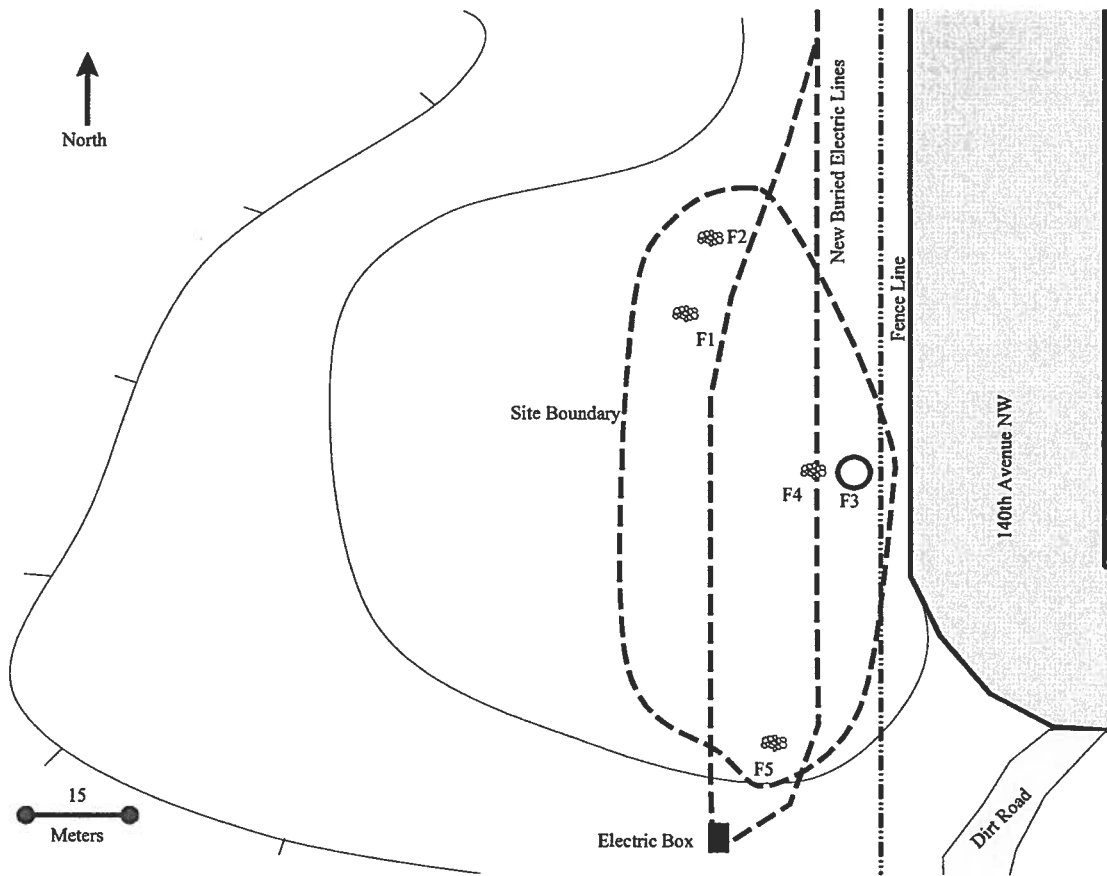 North
New Buried Electric Lines
Fence Line
F2
F1
Site Boundary
140th Avenue NW
F4
F3
F5
15
Meters
Electric Box
Dirt Road